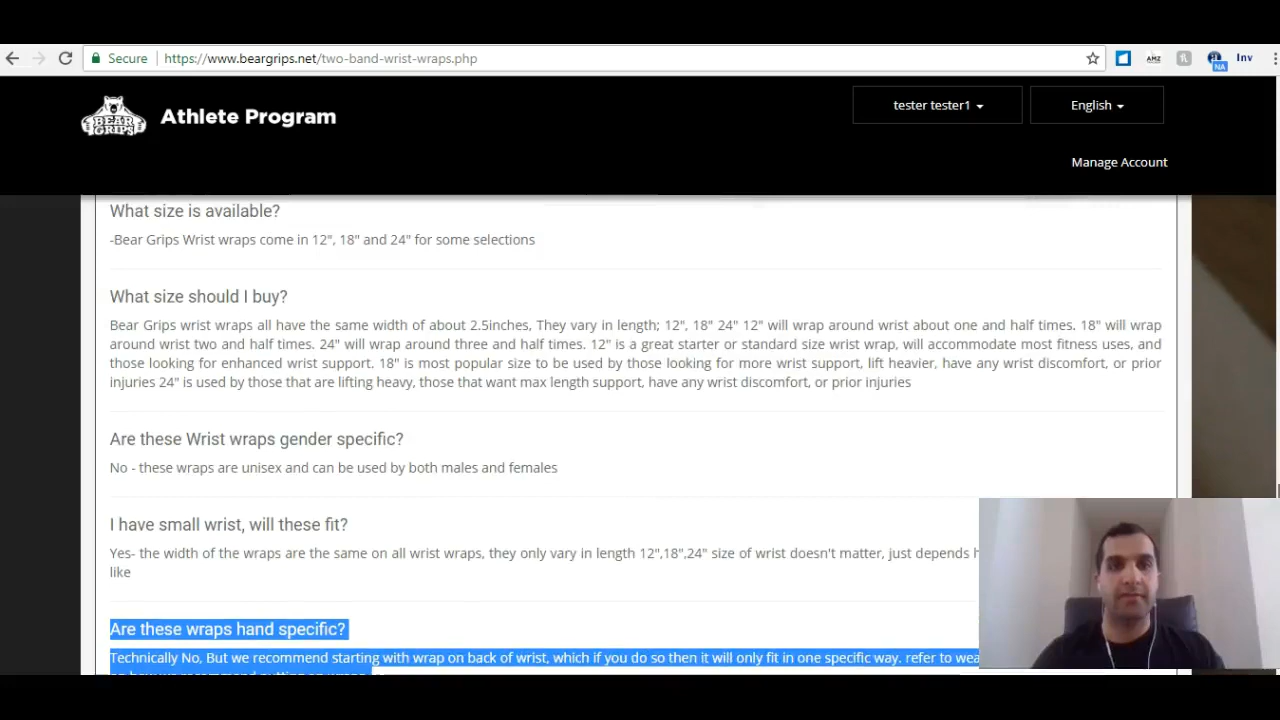 Secure
https://www.beargrips.net/two-band-wrist-wraps.php
AMZ
NA
Inv
BEAR
GRIPS
Athlete Program
tester tester1
English
Manage Account
What size is available?
-Bear Grips Wrist wraps come in 12", 18" and 24" for some selections
What size should I buy?
Bear Grips wrist wraps all have the same width of about 2.5inches, They vary in length; 12", 18" 24" 12" will wrap around wrist about one and half times. 18" will wrap
around wrist two and half times. 24" will wrap around three and half times. 12" is a great starter or standard size wrist wrap, will accommodate most fitness uses, and
those looking for enhanced wrist support. 18" is most popular size to be used by those looking for more wrist support, lift heavier, have any wrist discomfort, or prior
injuries 24" is used by those that are lifting heavy, those that want max length support, have any wrist discomfort, or prior injuries
Are these Wrist wraps gender specific?
No - these wraps are unisex and can be used by both males and females
I have small wrist, will these fit?
Yes- the width of the wraps are the same on all wrist wraps, they only vary in length 12",18",24" size of wrist doesn't matter, just depends
like
Are these wraps hand specific?
Technically No, But we recommend starting with wrap on back of wrist, which if you do so then it will only fit in one specific way. refer to